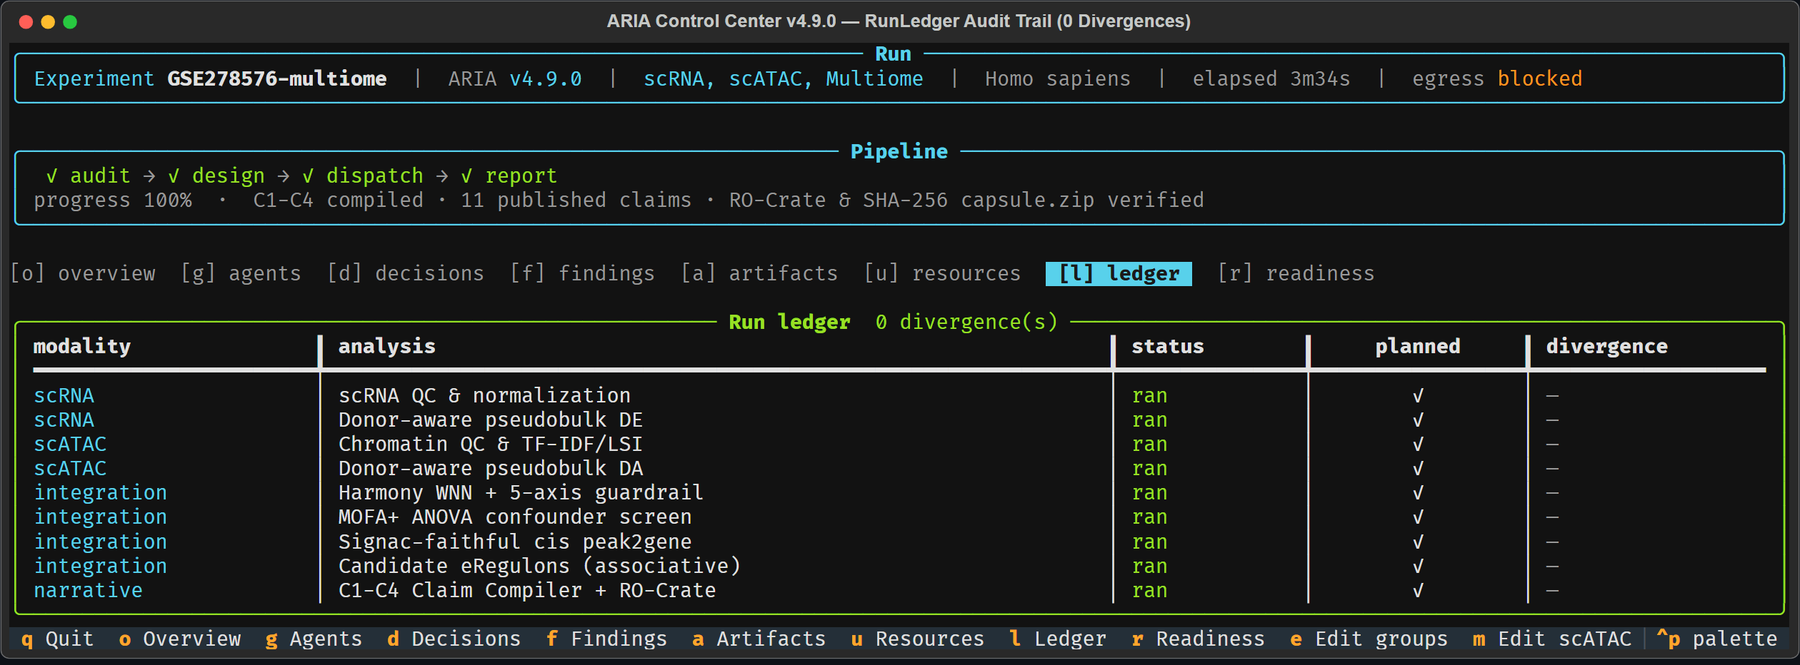 ARIA Control Center v4.9.0 — RunLedger Audit Trail (0 Divergences)
Run
Experiment GSE278576-multiome | ARIA v4.9.0 | scRNA, scATAC, Multiome | Homo sapiens | elapsed 3m34s | egress blocked
Pipeline
√ audit → √ design → √ dispatch → √ report
progress 100% · C1-C4 compiled · 11 published claims · RO-Crate & SHA-256 capsule.zip verified
[o] overview [g] agents [d] decisions [f] findings [a] artifacts [u] resources [l] ledger [r] readiness
Run ledger 0 divergence(s)
modality analysis status planned divergence
scRNA scRNA QC & normalization ran √ —
scRNA Donor-aware pseudobulk DE ran √ —
scATAC Chromatin QC & TF-IDF/LSI ran √ —
scATAC Donor-aware pseudobulk DA ran √ —
integration Harmony WNN + 5-axis guardrail ran √ —
integration MOFA+ ANOVA confounder screen ran √ —
integration Signac-faithful cis peak2gene ran √ —
integration Candidate eRegulons (associative) ran √ —
narrative C1-C4 Claim Compiler + RO-Crate ran √ —
q Quit o Overview g Agents d Decisions f Findings a Artifacts u Resources l Ledger r Readiness e Edit groups m Edit scATAC | ^p palette